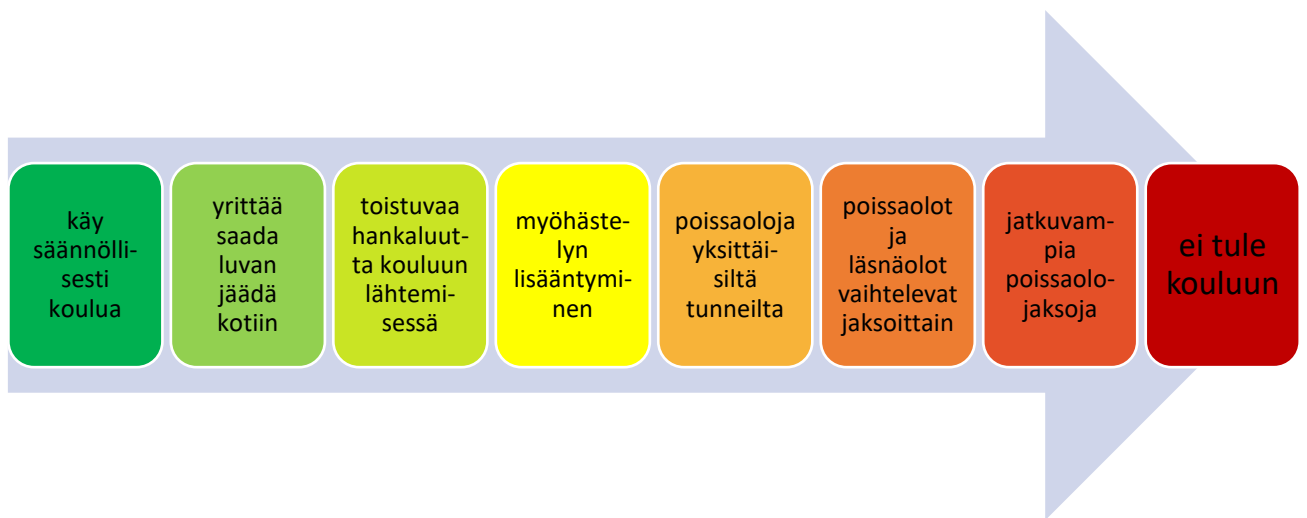 käy
säännölli-
sesti
koulua
yrittää
saada
luvan
jäädä
kotiin
toistuvaa
hankaluut-
ta kouluun
lähtemi-
sessä
myöhäste-
lyn
lisääntymi-
nen
poissaoloja
yksittäi-
siltä
tunneilta
poissaolot
ja
läsnäolot
vaihtelevat
jaksoittain
jatkuvam-
pia
poissaolo-
jaksoja
ei tule
kouluun